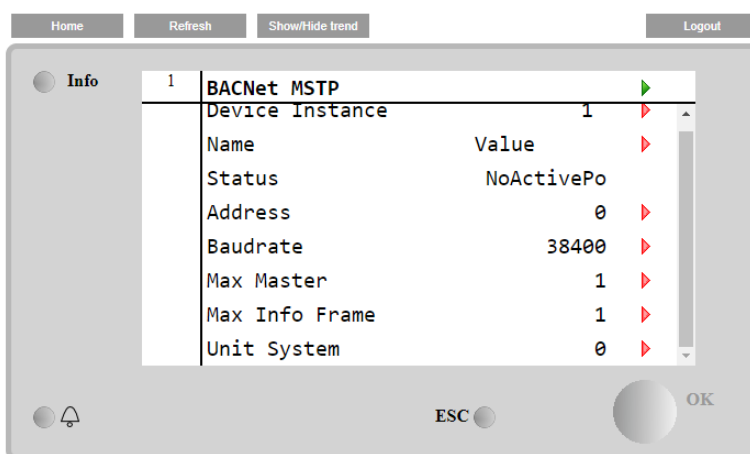 Home Refresh Show/Hide trend Logout
Info
1 BACNet MSTP
Device Instance 1
Name Value
Status NoActivePo
Address 0
Baudrate 38400
Max Master 1
Max Info Frame 1
Unit System 0
ESC OK